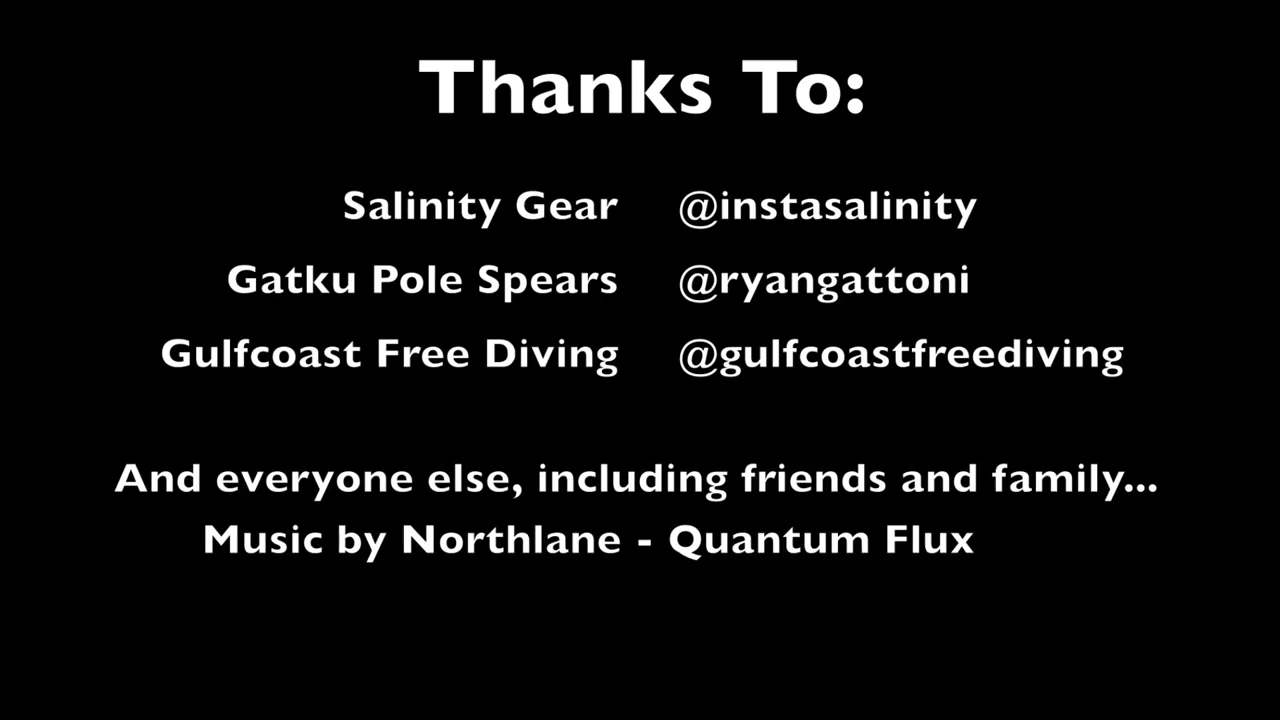 Thanks To:
Salinity Gear @instasalinity
Gatku Pole Spears @ryangattoni
Gulfcoast Free Diving @gulfcoastfreediving
And everyone else, including friends and family...
Music by Northlane - Quantum Flux